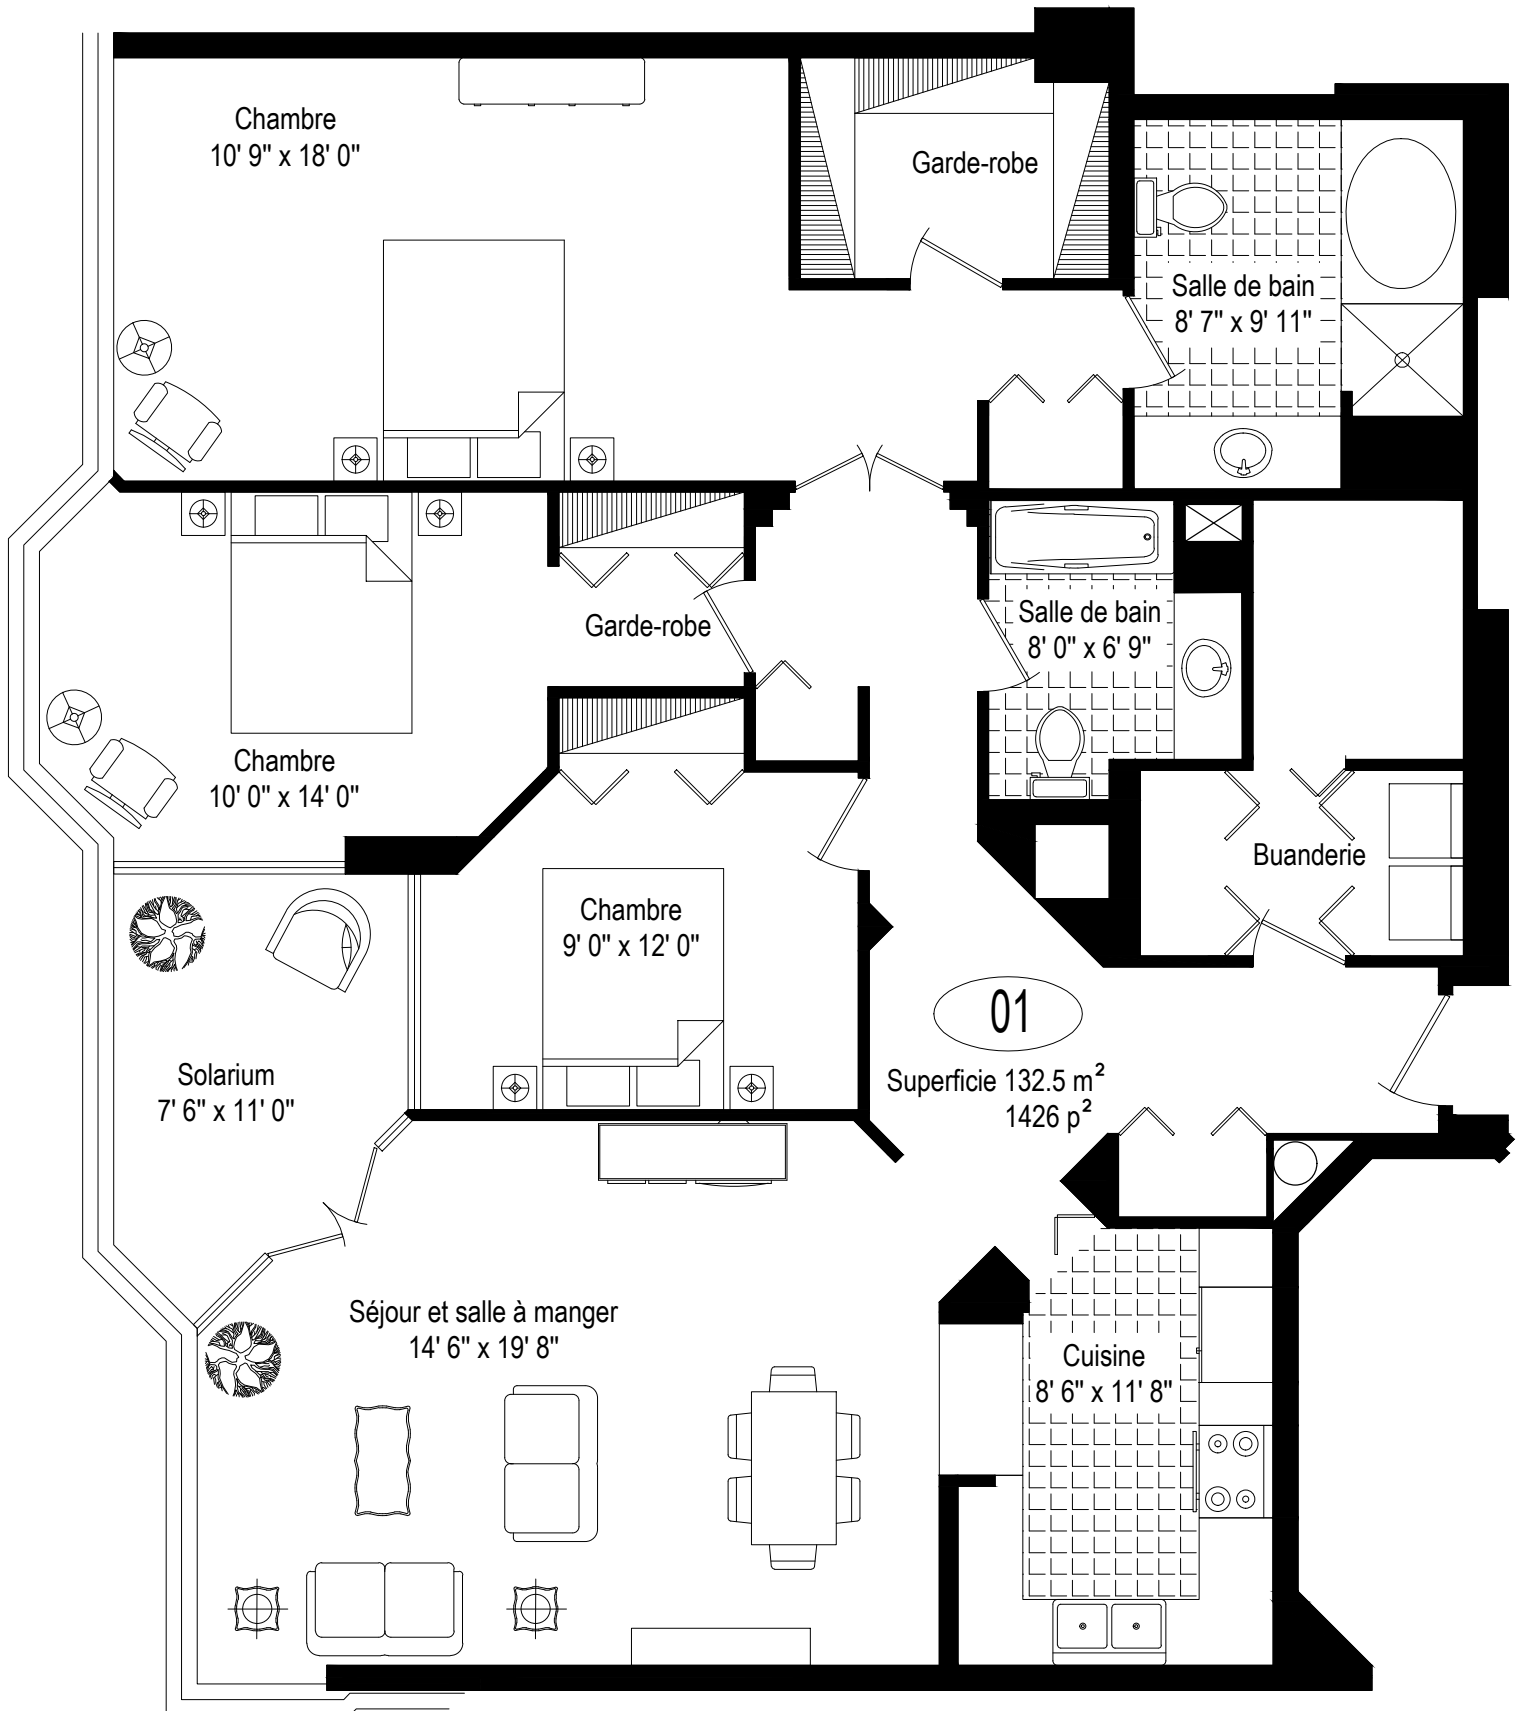 Chambre
10' 9" x 18' 0"
Garde-robe
Salle de bain
8' 7" x 9' 11"
Garde-robe
Salle de bain
8' 0" x 6' 9"
Chambre
10' 0" x 14' 0"
Buanderie
Chambre
9' 0" x 12' 0"
01
Superficie 132.5 m²
1426 p²
Solarium
7' 6" x 11' 0"
Séjour et salle à manger
14' 6" x 19' 8"
Cuisine
8' 6" x 11' 8"